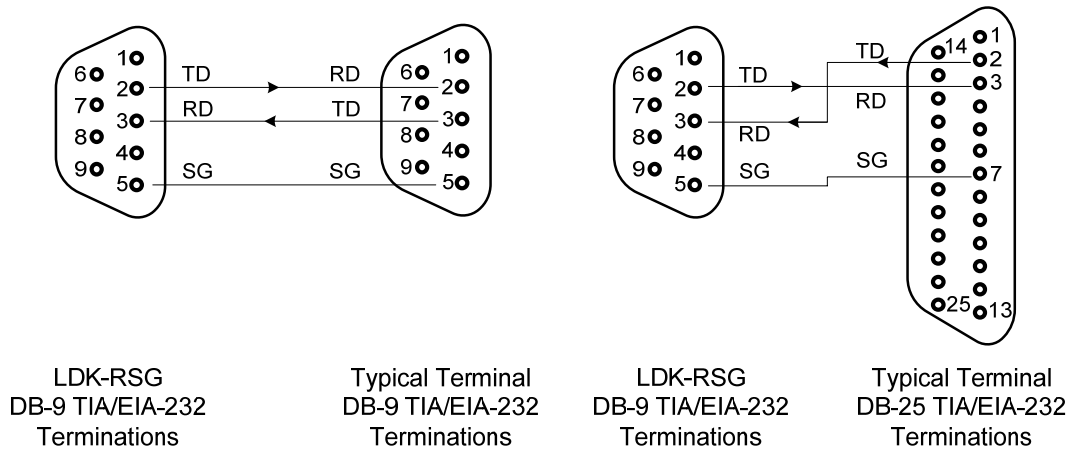 1
6
2
7
3
8
4
9
5
TD
RD
RD
TD
SG
SG
1
6
2
7
3
8
4
9
5
LDK-RSG
DB-9 TIA/EIA-232
Terminations
Typical Terminal
DB-9 TIA/EIA-232
Terminations
1
6
2
7
3
8
4
9
5
TD
TD
RD
RD
SG
SG
14
1
2
3
7
25
13
LDK-RSG
DB-9 TIA/EIA-232
Terminations
Typical Terminal
DB-25 TIA/EIA-232
Terminations